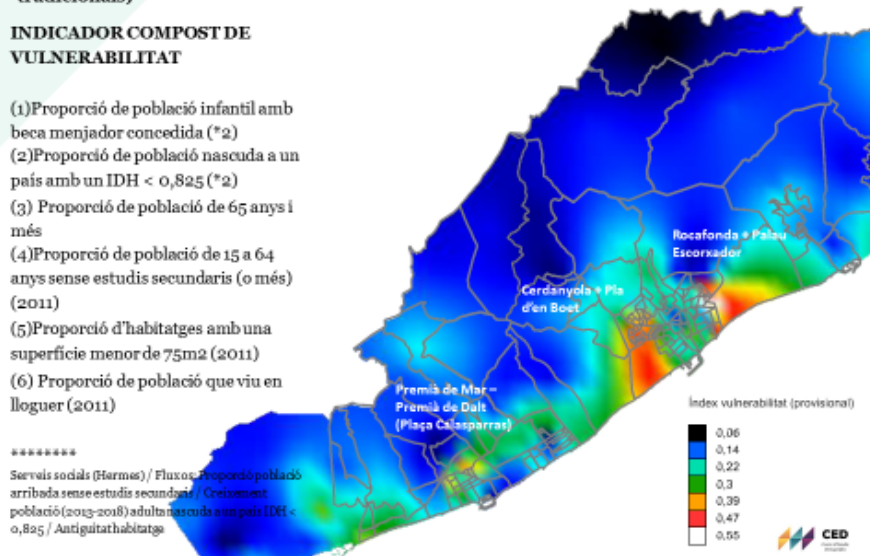 tradicionals)
INDICADOR COMPOST DE
VULNERABILITAT
(1)Proporció de població infantil amb
beca menjador concedida (*2)
(2)Proporció de població nascuda a un
país amb un IDH < 0,825 (*2)
(3) Proporció de població de 65 anys i
més
(4)Proporció de població de 15 a 64
anys sense estudis secundaris (o més)
(2011)
(5)Proporció d'habitatges amb una
superfície menor de 75m2 (2011)
(6) Proporció de població que viu en
lloguer (2011)
********
Serveis socials (Hermes) / Fluxos; Proporció població
arribada sense estudis secundaris / Creixement
població (2013-2018) adulta nascuda a un país IDH <
0,825 / Antiguitat habitatge
Rocafonda + Palau
Escorxador
Cerdanyola + Pla
d'en Boet
Premià de Mar –
Premià de Dalt
(Plaça Calasparras)
Índex vulnerabilitat (provisional)
0,06
0,14
0,22
0,3
0,39
0,47
0,55
CED